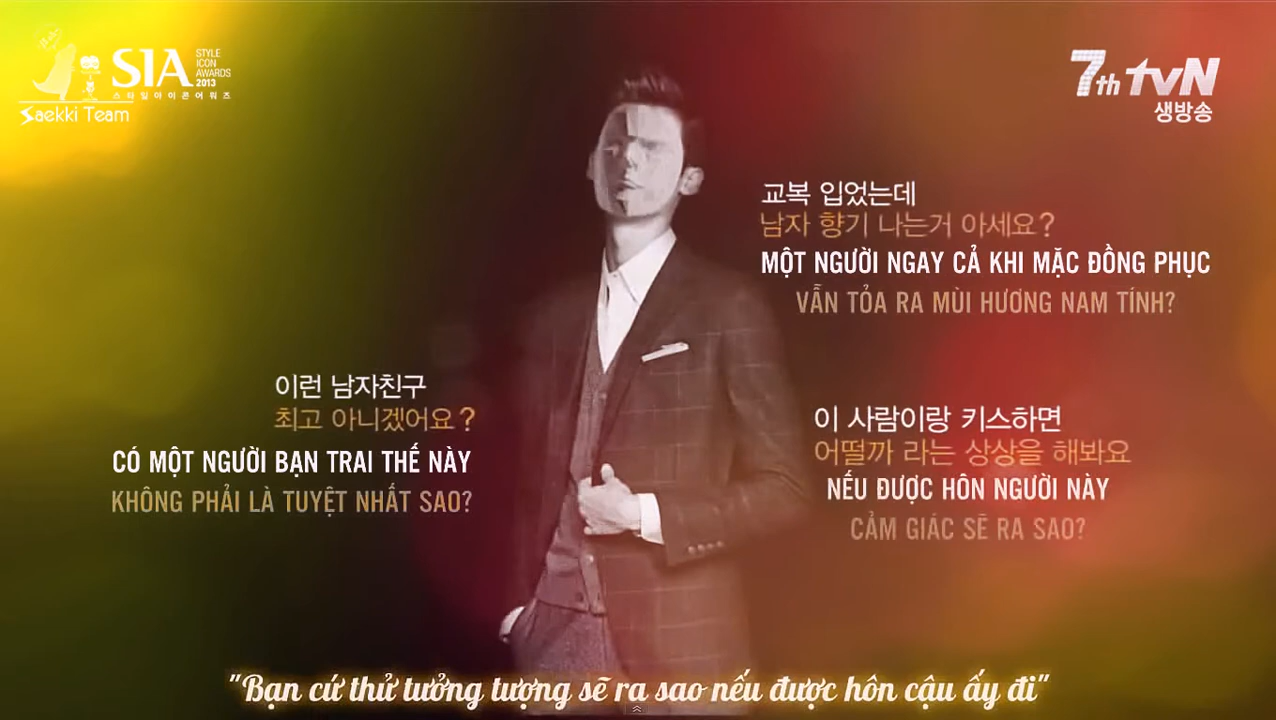 SIA
STYLE
ICON
AWARDS
2013
스타일아이콘어워즈
Saekki Team
7th tvN
생방송
교복 입었는데
남자 향기 나는거 아세요?
MỘT NGƯỜI NGAY CẢ KHI MẶC ĐỒNG PHỤC
VẪN TỎA RA MÙI HƯƠNG NAM TÍNH?
이런 남자친구
최고 아니겠어요?
CÓ MỘT NGƯỜI BẠN TRAI THẾ NÀY
KHÔNG PHẢI LÀ TUYỆT NHẤT SAO?
이 사람이랑 키스하면
어떨까 라는 상상을 해봐요
NẾU ĐƯỢC HÔN NGƯỜI NÀY
CẢM GIÁC SẼ RA SAO?
"Bạn cứ thử tưởng tượng sẽ ra sao nếu được hôn cậu ấy đi"